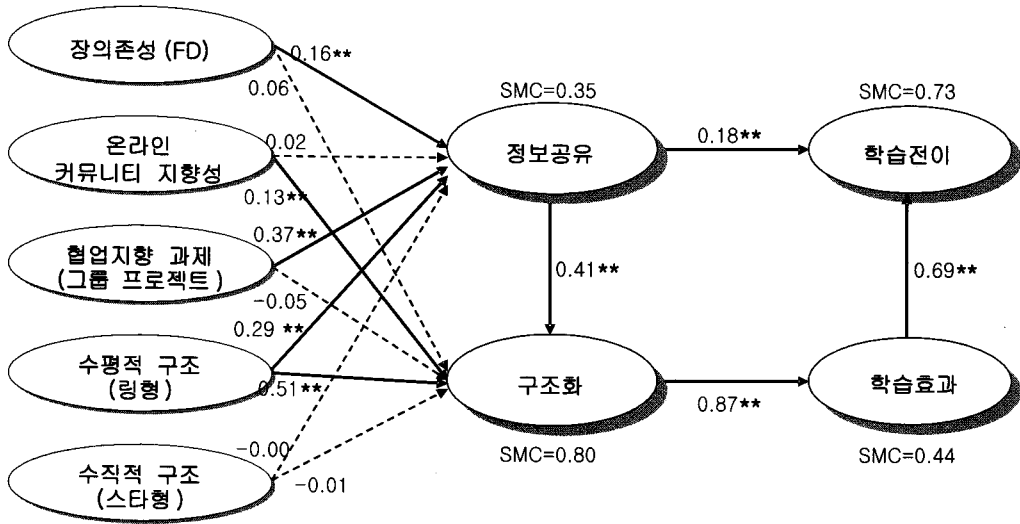 장의존성 (FD)
0.16**
0.06
SMC=0.35
SMC=0.73
온라인
커뮤니티 지향성
0.02
정보공유
0.18**
학습전이
0.13**
0.37**
협업지향 과제
(그룹 프로젝트)
-0.05
0.41**
0.69**
0.29 **
수평적 구조
(링형)
0.51**
구조화
0.87**
학습효과
-0.00
SMC=0.80
SMC=0.44
수직적 구조
(스타형)
-0.01